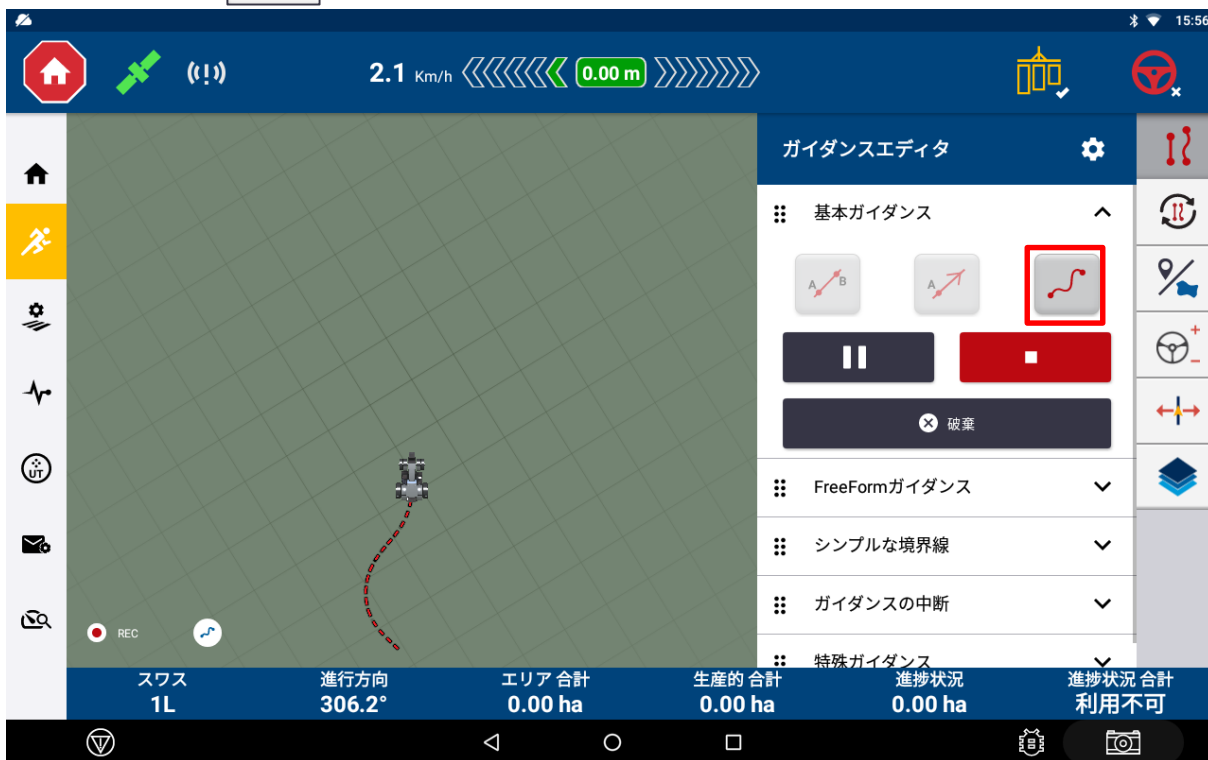 15:56
2.1 Km/h 0.00 m
ガイダンスエディタ
基本ガイダンス
A B
A
破棄
UT
FreeFormガイダンス
シンプルな境界線
ガイダンスの中断
REC
特殊ガイダンス
スワス 進行方向 エリア 合計 生産的 合計 進捗状況 進捗状況 合計
1L 306.2° 0.00 ha 0.00 ha 0.00 ha 利用不可